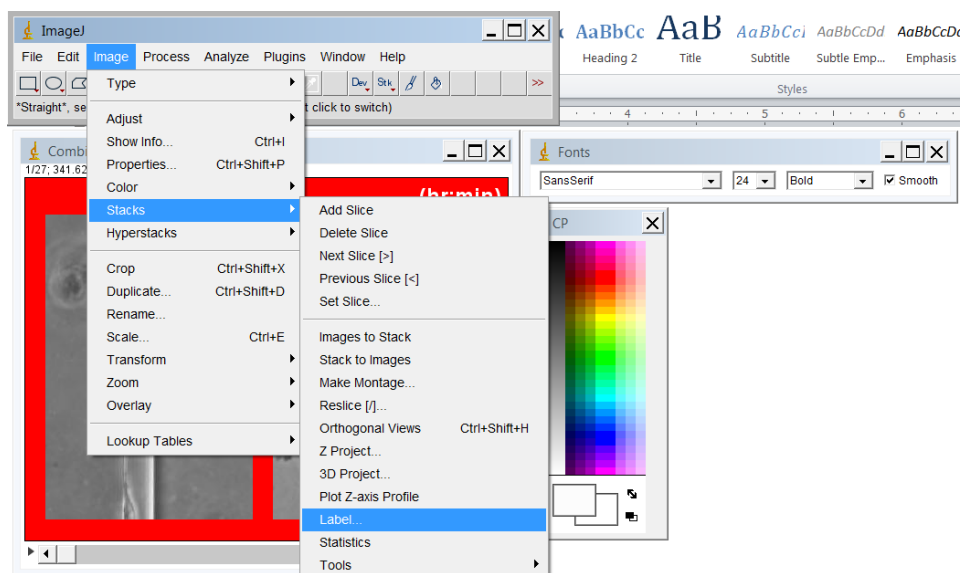 ImageJ
File Edit Image Process Analyze Plugins Window Help
Dev. Stk.
>>
*Straight*, se
t click to switch)
AaBbCc AaB AaBbCcI AaBbCcDd AaBbCcDd
Heading 2 Title Subtitle Subtle Emp... Emphasis
Styles
4 5 6
Type
Adjust
Show Info... Ctrl+I
Properties... Ctrl+Shift+P
Color
Stacks
Hyperstacks
Crop Ctrl+Shift+X
Duplicate... Ctrl+Shift+D
Rename...
Scale... Ctrl+E
Transform
Zoom
Overlay
Lookup Tables
Combi
1/27; 341.62
(hr:min)
Add Slice
Delete Slice
Next Slice [>]
Previous Slice [<]
Set Slice...
Images to Stack
Stack to Images
Make Montage...
Reslice [/]...
Orthogonal Views Ctrl+Shift+H
Z Project...
3D Project...
Plot Z-axis Profile
Label...
Statistics
Tools
Fonts
SansSerif 24 Bold Smooth
CP